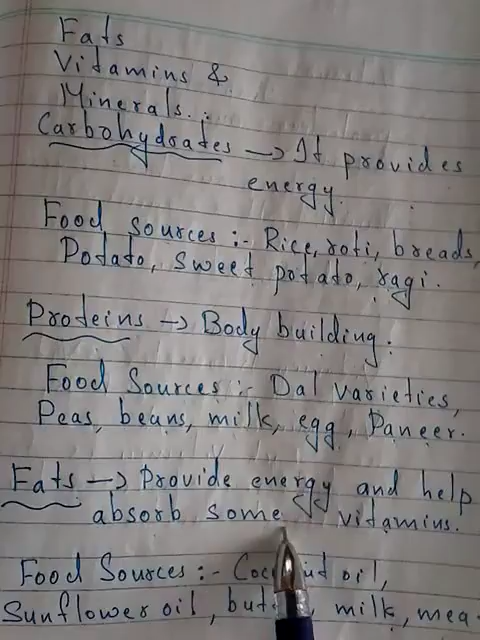 Fats
Vitamins &
Minerals.
Carbohydrates → It provides
energy.
Food sources :- Rice, roti, breads,
Potato, sweet potato, ragi.
Proteins → Body building.
Food Sources :- Dal varieties,
Peas, beans, milk, egg, Paneer.
Fats → Provide energy and help
absorb some vitamins.
Food Sources :- oil,
Sunflower oil, milk,